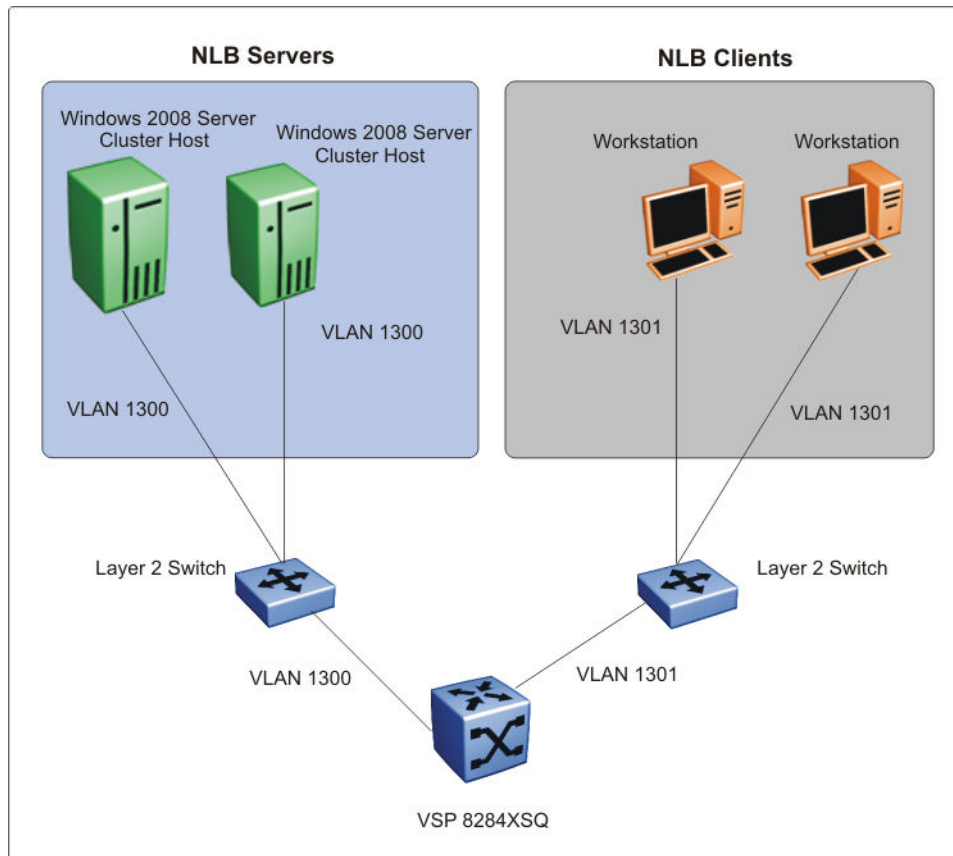 NLB Servers
NLB Clients
Windows 2008 Server
Cluster Host
Windows 2008 Server
Cluster Host
Workstation
Workstation
VLAN 1300
VLAN 1301
VLAN 1300
VLAN 1301
Layer 2 Switch
Layer 2 Switch
VLAN 1300
VLAN 1301
VSP 8284XSQ